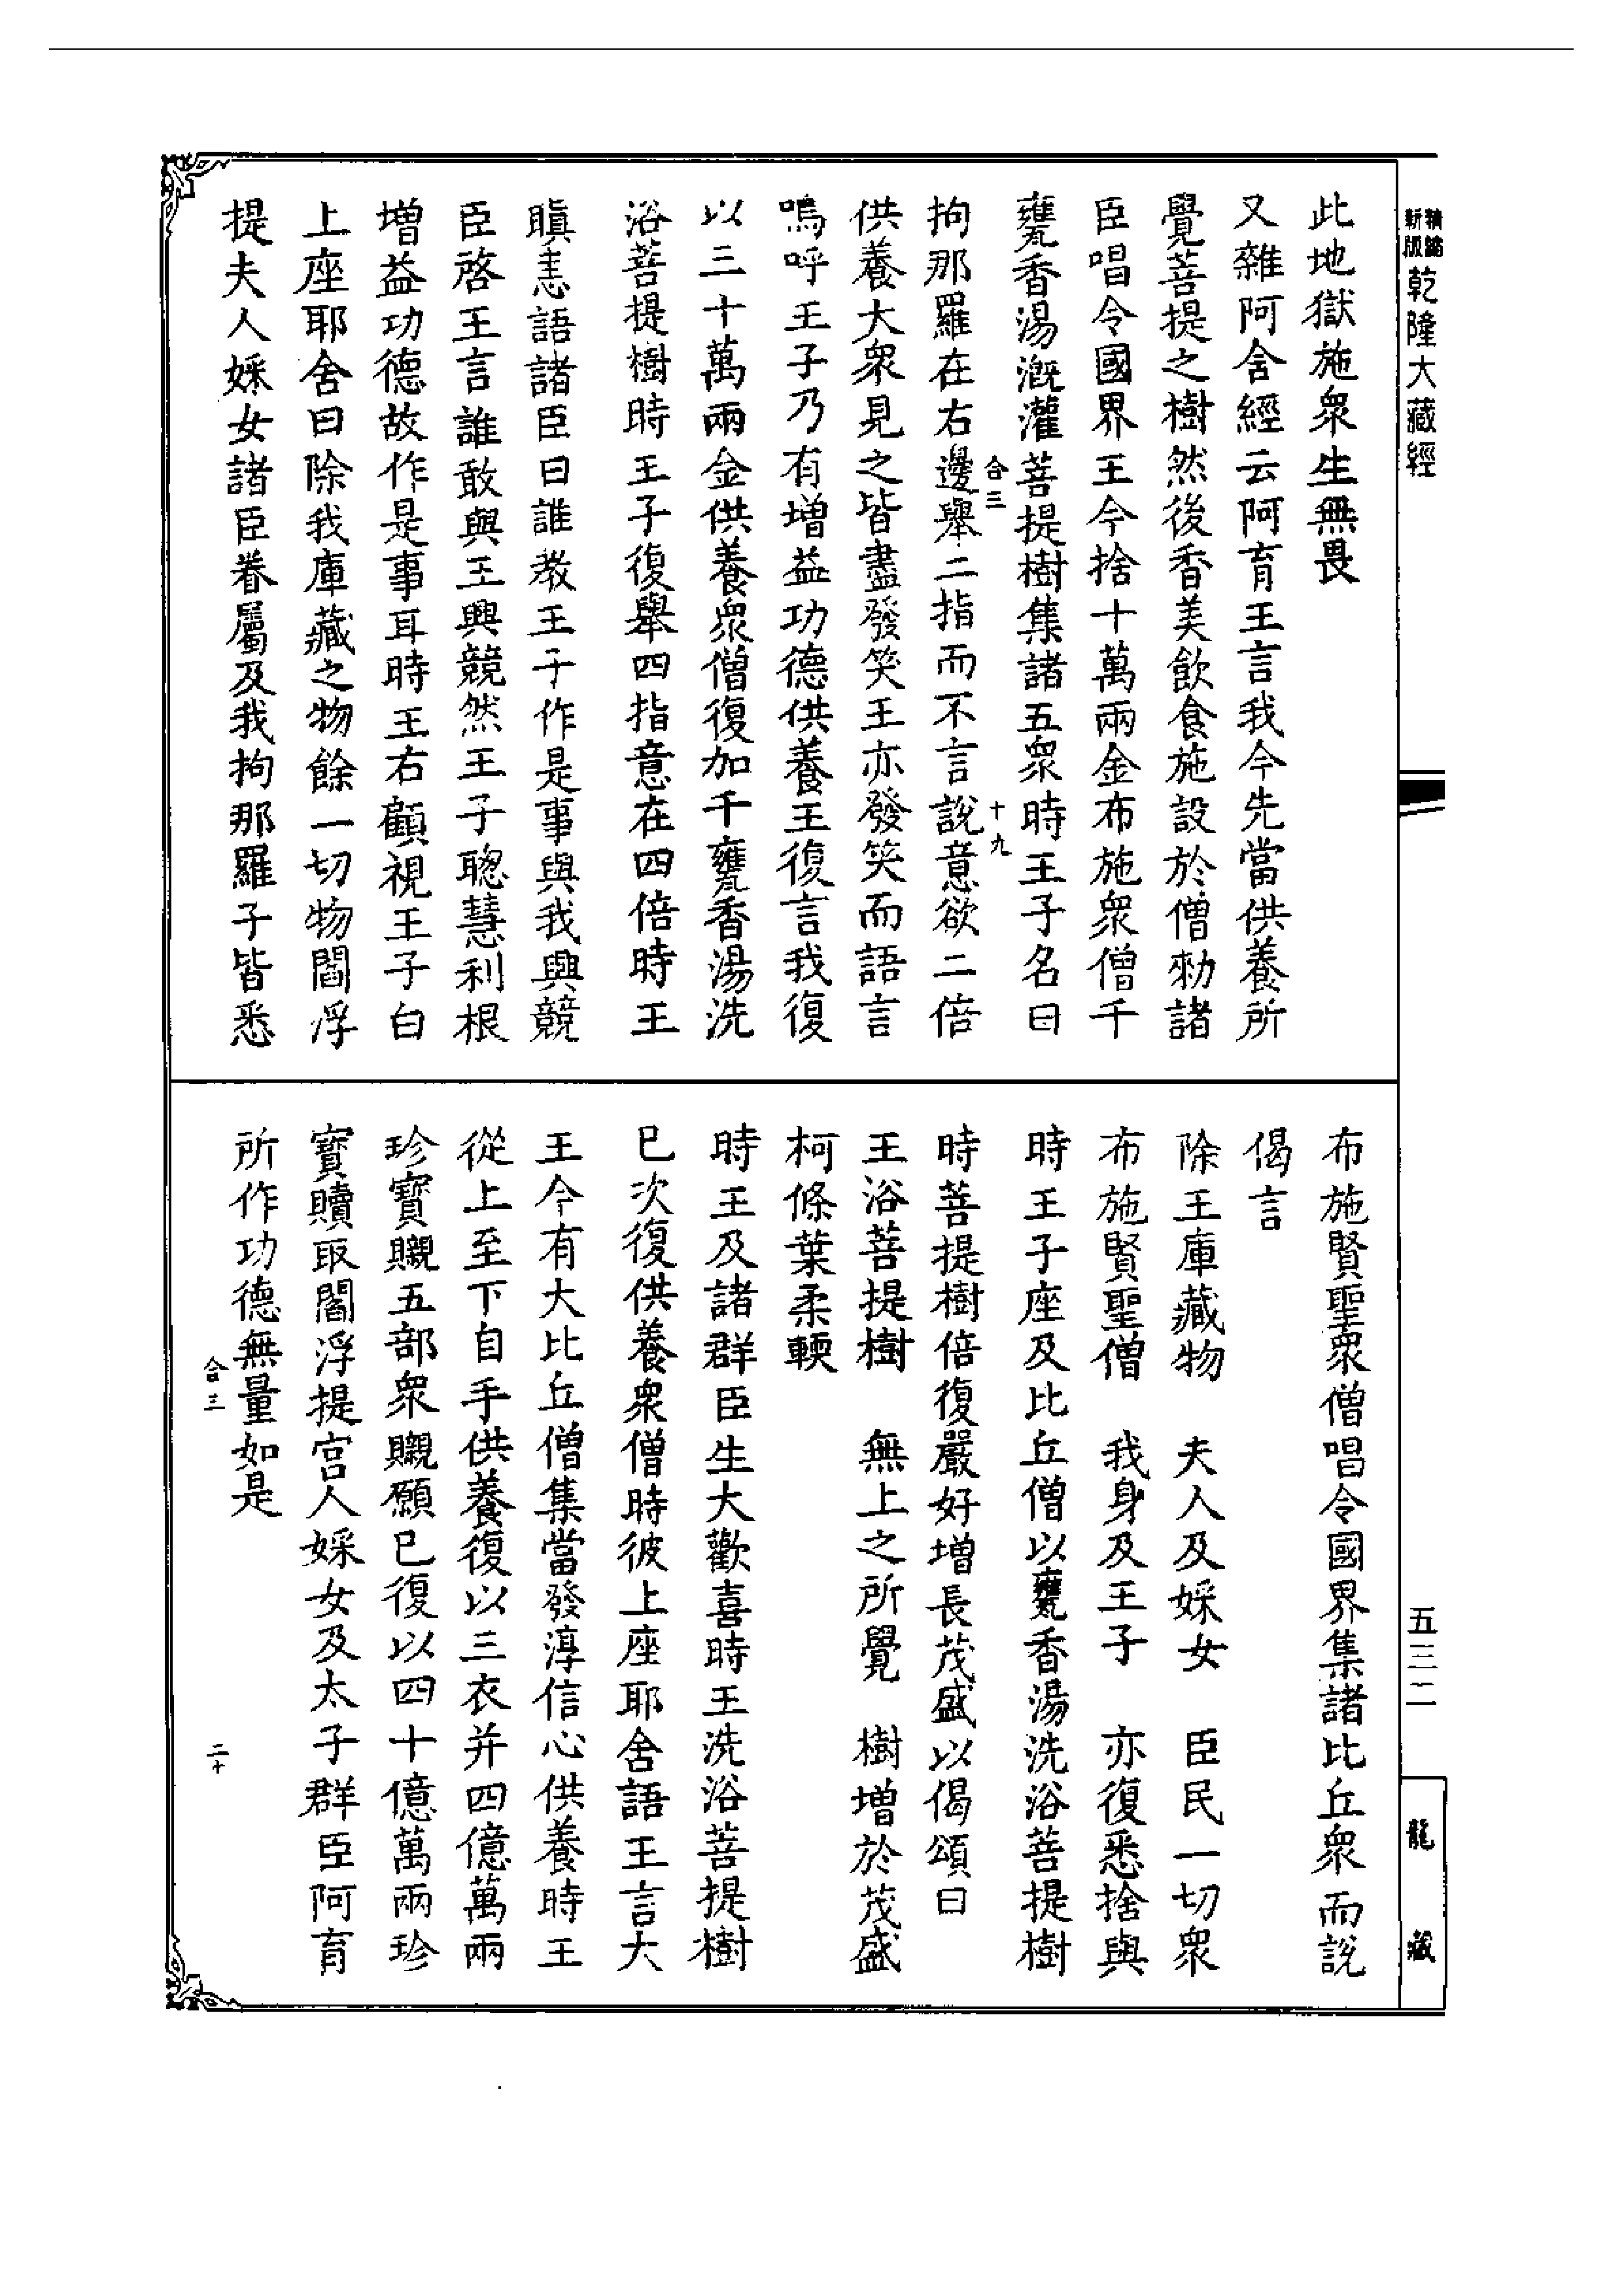 精縮
新版
乾隆大藏經
此地獄施衆生無畏
又雜阿含經云阿育王言我今先當供養所
覺菩提之樹然後香美飲食施設於僧勑諸
臣唱令國界王今捨十萬兩金布施衆僧千
甕香湯漑灌菩提樹集諸五衆時王子名曰
合三
十九
拘那羅在右邊舉二指而不言說意欲二倍
供養大衆見之皆盡發笑王亦發笑而語言
嗚呼王子乃有增益功德供養王復言我復
以三十萬兩金供養衆僧復加千甕香湯洗
浴菩提樹時王子復舉四指意在四倍時王
瞋恚語諸臣曰誰教王子作是事與我興競
臣啓王言誰敢與王興競然王子聰慧利根
增益功德故作是事耳時王右顧視王子白
上座耶舍曰除我庫藏之物餘一切物閻浮
提夫人婇女諸臣眷屬及我拘那羅子皆悉
布施賢聖衆僧唱令國界集諸比丘衆而說
偈言
除王庫藏物　夫人及婇女　臣民一切衆
布施賢聖僧　我身及王子　亦復悉捨與
時王子座及比丘僧以甕香湯洗浴菩提樹
時菩提樹倍復嚴好增長茂盛以偈頌曰
王浴菩提樹　無上之所覺　樹增於茂盛
柯條葉柔輭
時王及諸群臣生大歡喜時王洗浴菩提樹
已次復供養衆僧時彼上座耶舍語王言大
王今有大比丘僧集當發淳信心供養時王
從上至下自手供養復以三衣并四億萬兩
珍寶䞋五部衆䞋願已復以四十億萬兩珍
寶贖取閻浮提宮人婇女及太子群臣阿育
所作功德無量如是
合三
二十
五三二
龍藏